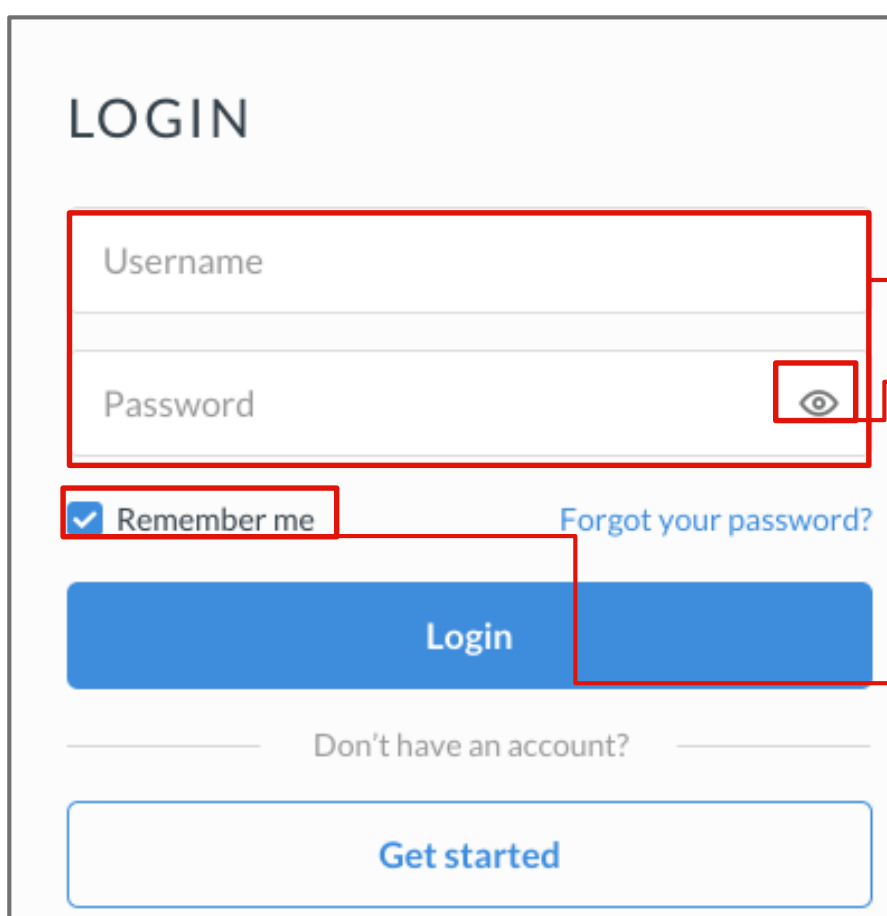 LOGIN
Username
Password
Remember me Forgot your password?
Login
Don't have an account?
Get started